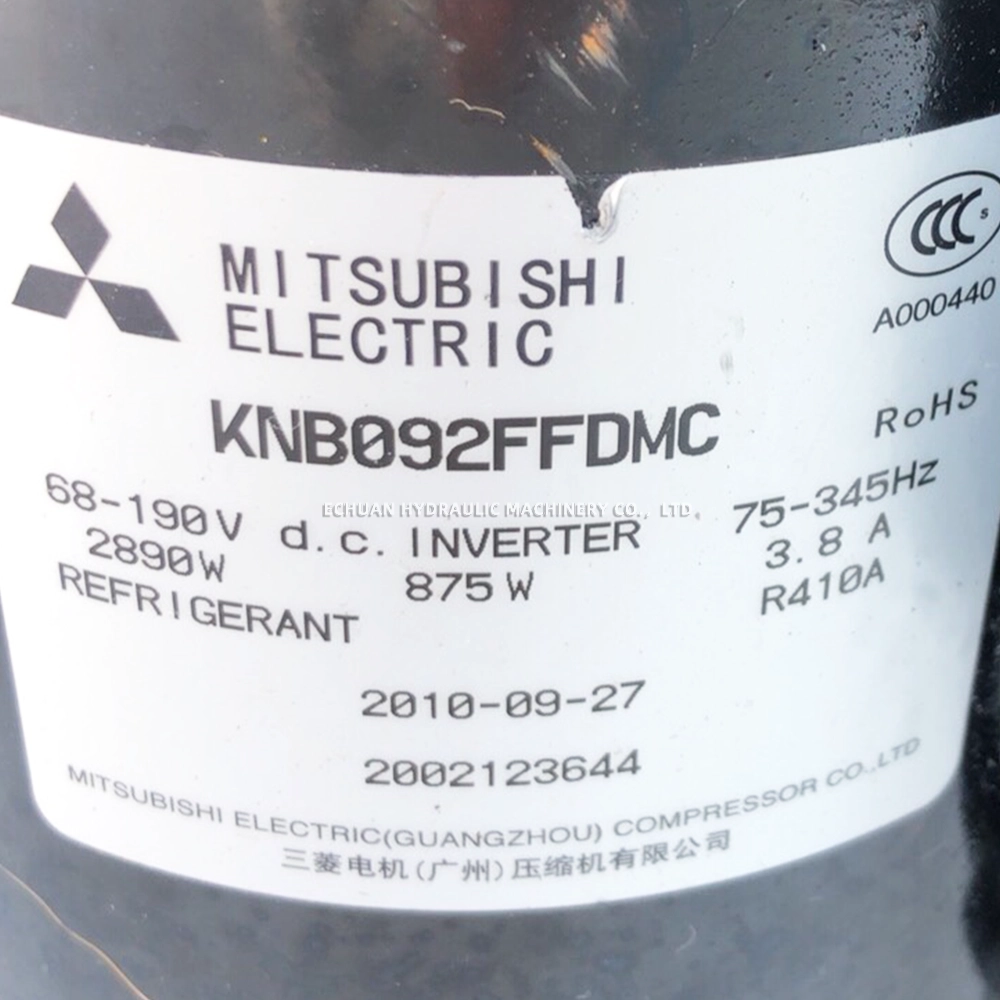 CCC S
A000440
MITSUBISHI
ELECTRIC
KNB092FFDMC
RoHS
68-190V d.c. INVERTER 75-345Hz
ECHUAN HYDRAULIC MACHINERY CO., LTD.
2890W 875W 3.8 A
REFRIGERANT R410A
2010-09-27
2002123644
MITSUBISHI ELECTRIC(GUANGZHOU) COMPRESSOR CO.,LTD
三菱电机(广州)压缩机有限公司